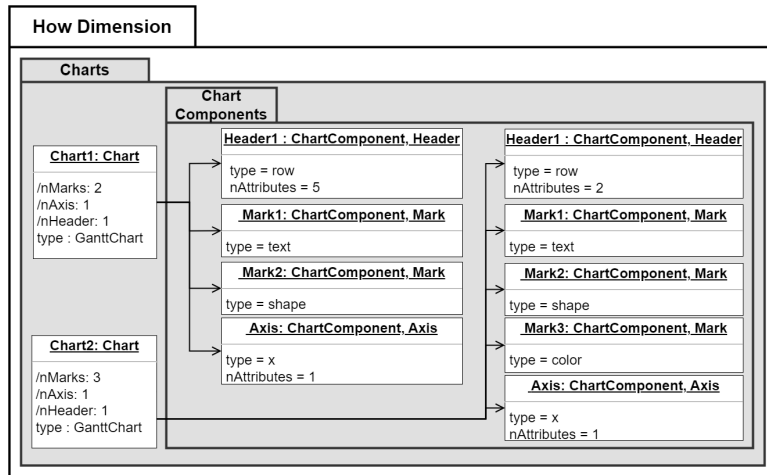 How Dimension
Charts
Chart
Components
Chart1: Chart
/nMarks: 2
/nAxis: 1
/nHeader: 1
type : GanttChart
Header1 : ChartComponent, Header
type = row
nAttributes = 5
Mark1: ChartComponent, Mark
type = text
Mark2: ChartComponent, Mark
type = shape
Axis: ChartComponent, Axis
type = x
nAttributes = 1
Chart2: Chart
/nMarks: 3
/nAxis: 1
/nHeader: 1
type : GanttChart
Header1 : ChartComponent, Header
type = row
nAttributes = 2
Mark1: ChartComponent, Mark
type = text
Mark2: ChartComponent, Mark
type = shape
Mark3: ChartComponent, Mark
type = color
Axis: ChartComponent, Axis
type = x
nAttributes = 1